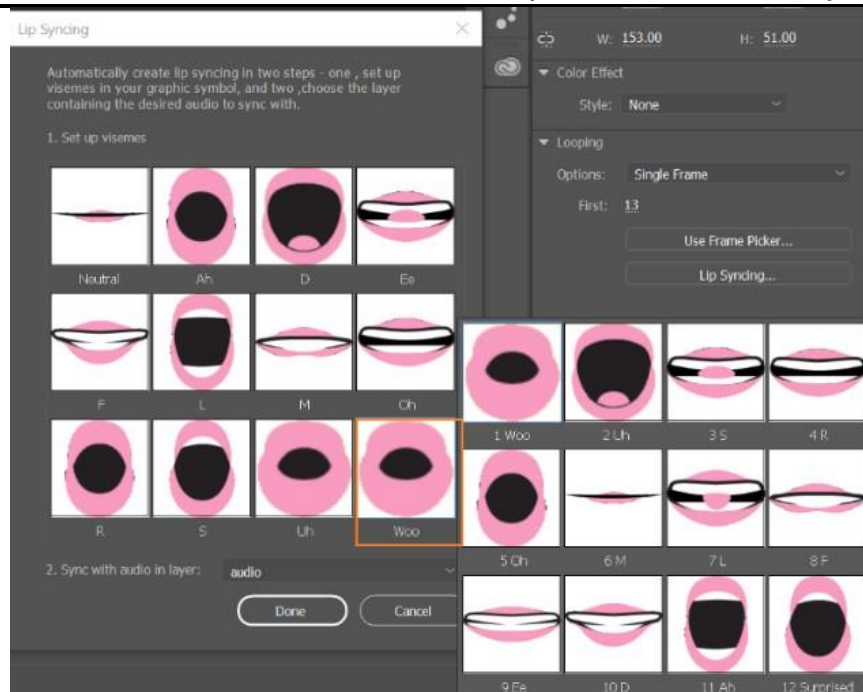 Lip Syncing
Automatically create lip syncing in two steps - one , set up
visemes in your graphic symbol, and two ,choose the layer
containing the desired audio to sync with.
1. Set up visemes
Neutral Ah D Ee
F L M Oh
R S Uh Woo
2. Sync with audio in layer: audio
Done Cancel
W: 153.00 H: 51.00
Color Effect
Style: None
Looping
Options: Single Frame
First: 13
Use Frame Picker...
Lip Syncing...
1 Woo 2 Uh 3 S 4 R
5 Oh 6 M 7 L 8 F
9 Ee 10 D 11 Ah 12 Surprised